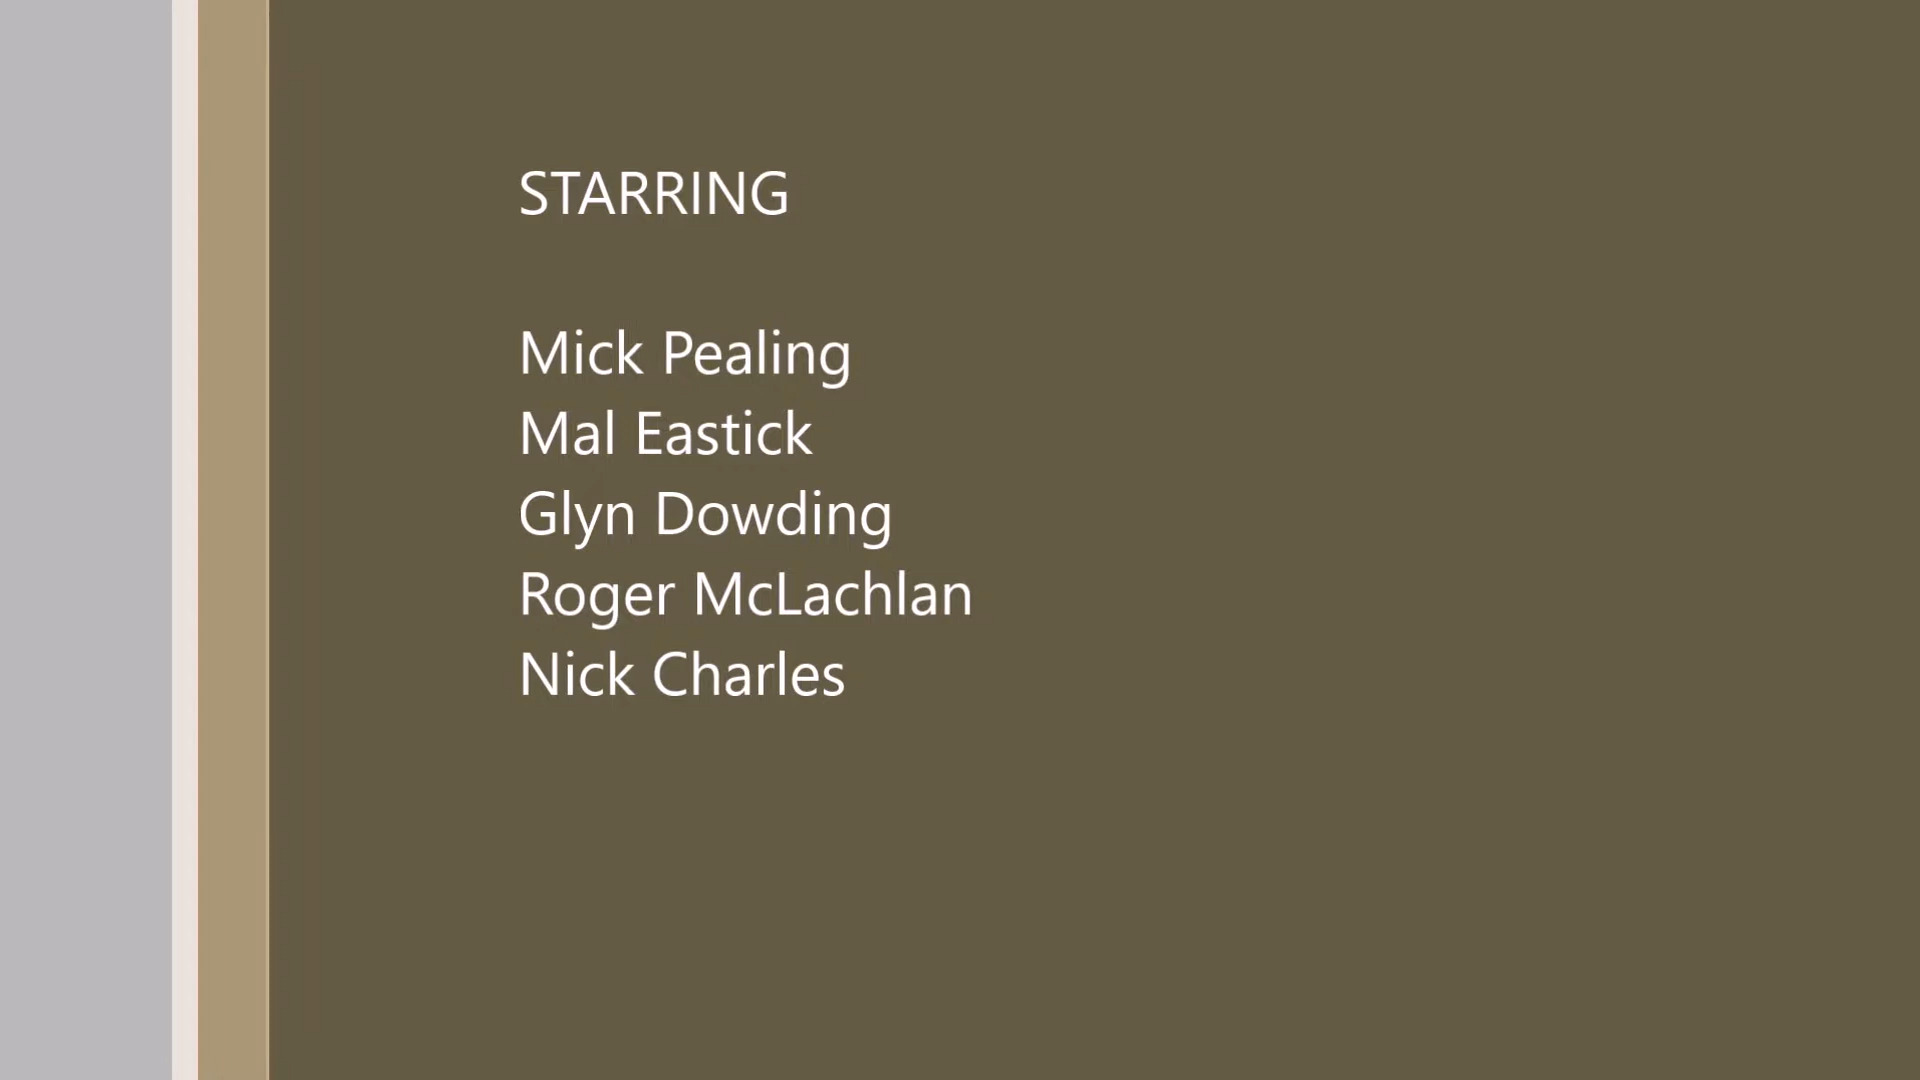 STARRING
Mick Pealing
Mal Eastick
Glyn Dowding
Roger McLachlan
Nick Charles